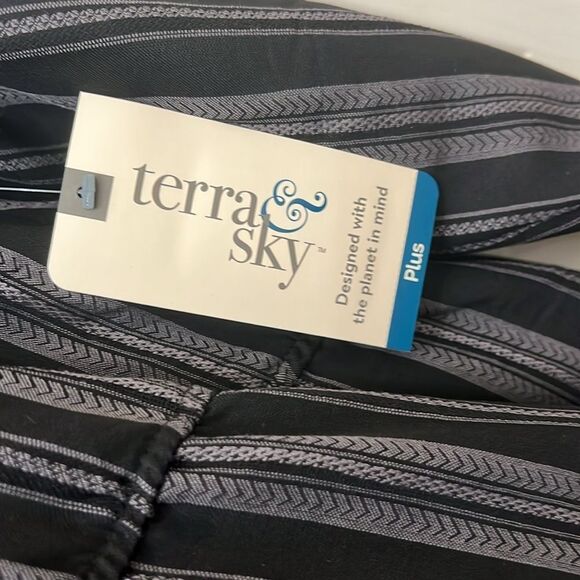 terra &
sky™
Designed with
the planet in mind
Plus